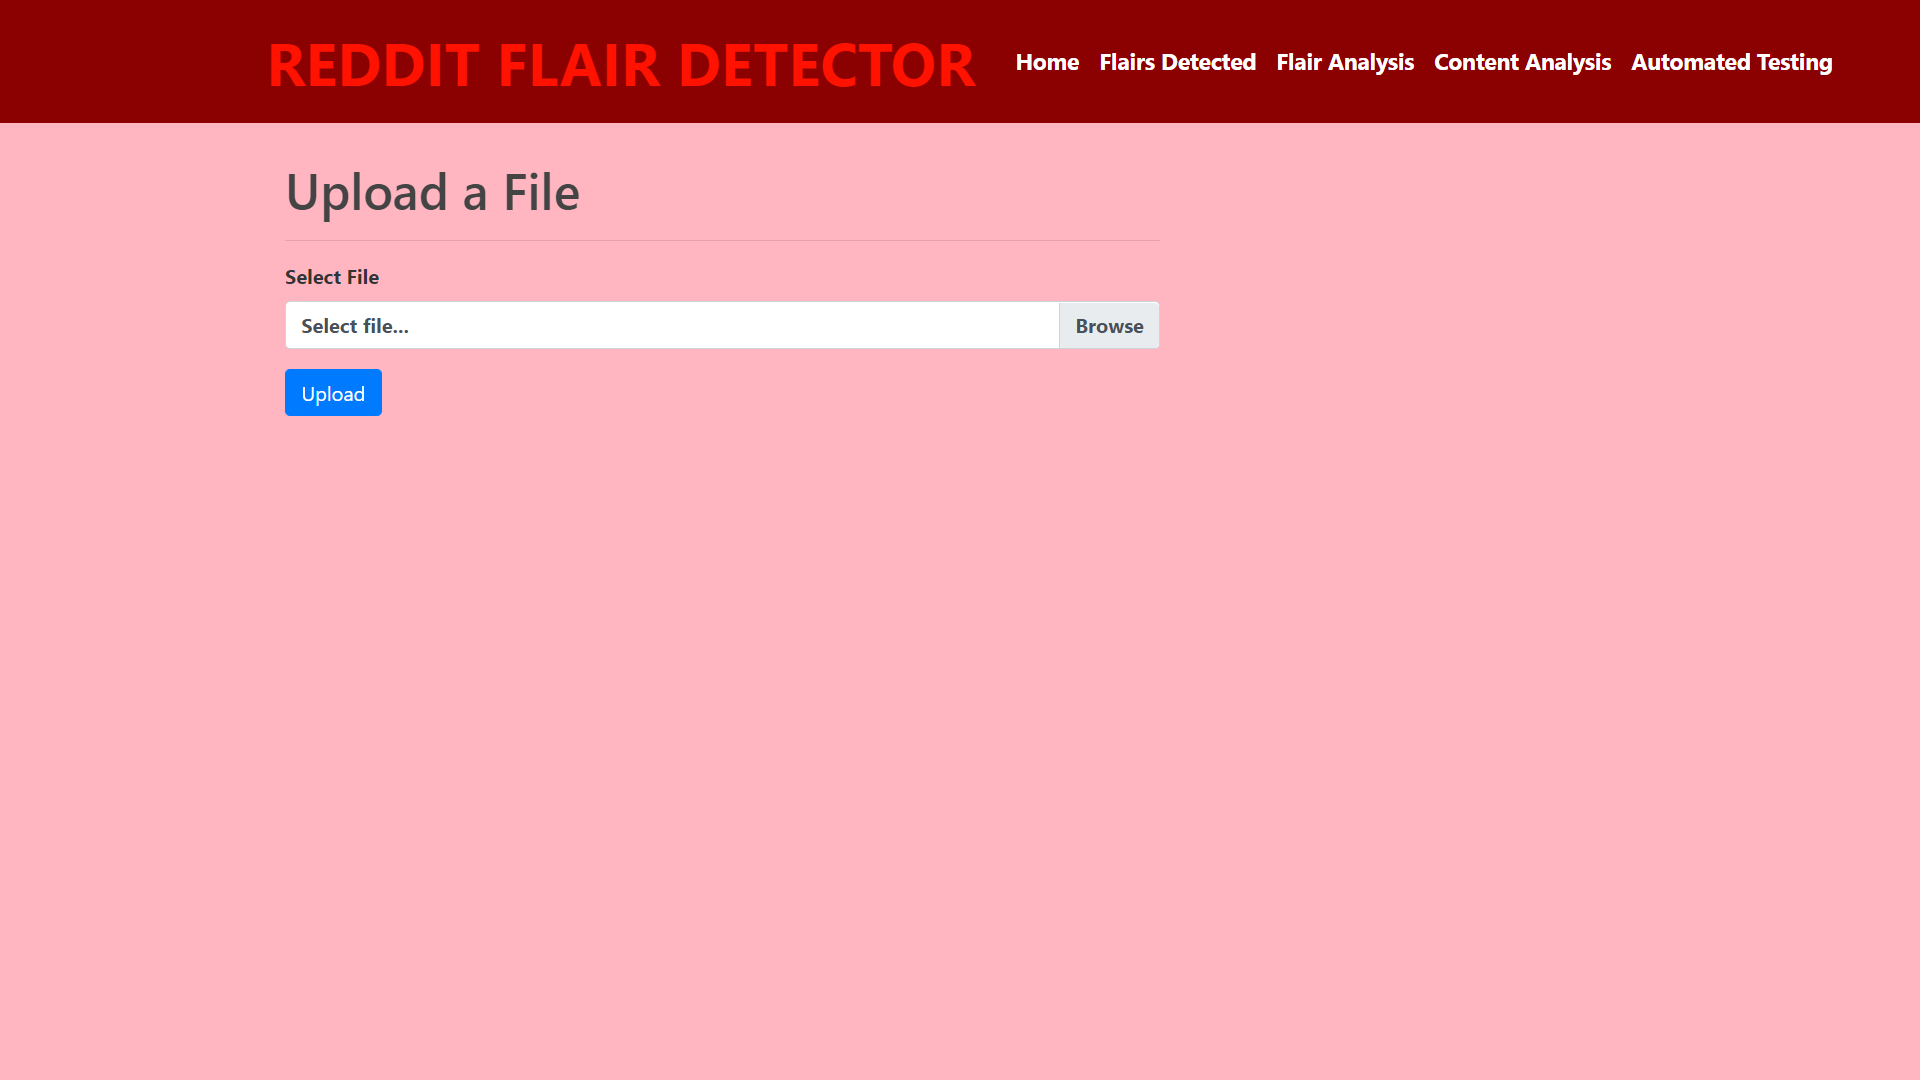 REDDIT FLAIR DETECTOR Home Flairs Detected Flair Analysis Content Analysis Automated Testing
Upload a File
Select File
Select file... Browse
Upload